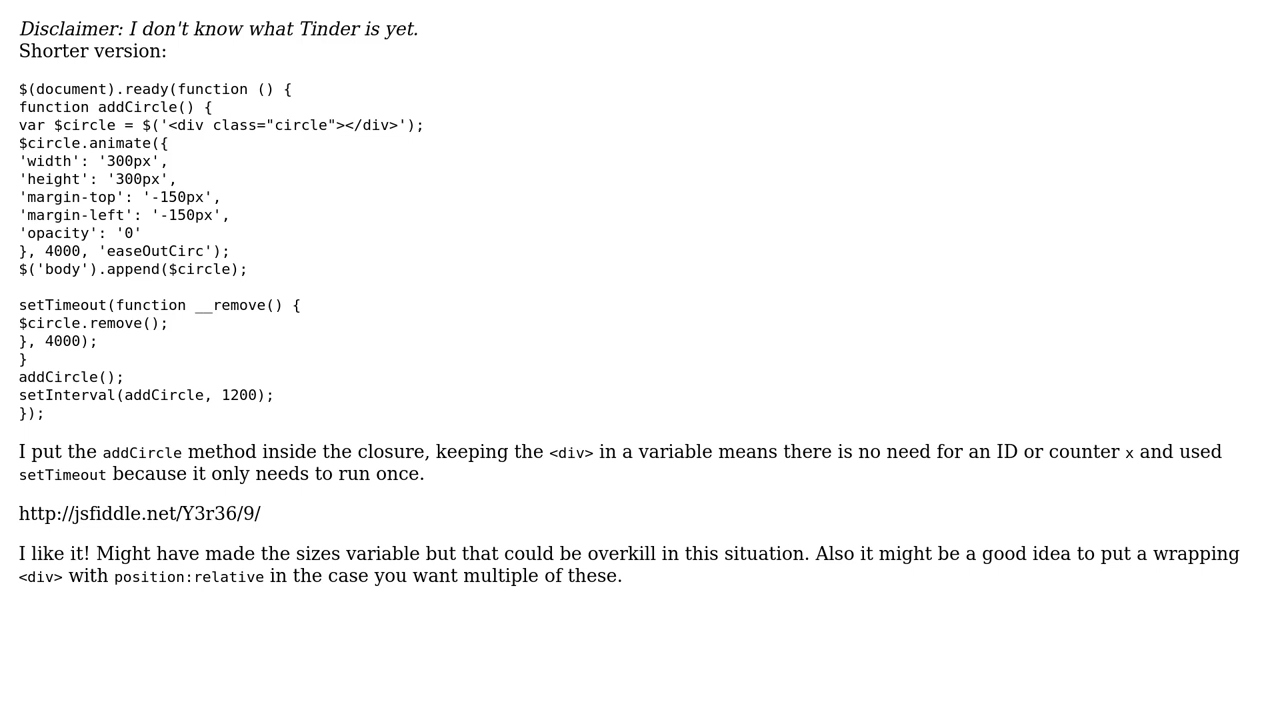 Disclaimer: I don't know what Tinder is yet.
Shorter version:
$(document).ready(function () {
function addCircle() {
var $circle = $('<div class="circle"></div>');
$circle.animate({
'width': '300px',
'height': '300px',
'margin-top': '-150px',
'margin-left': '-150px',
'opacity': '0'
}, 4000, 'easeOutCirc');
$('body').append($circle);
setTimeout(function __remove() {
$circle.remove();
}, 4000);
}
addCircle();
setInterval(addCircle, 1200);
});
I put the addCircle method inside the closure, keeping the <div> in a variable means there is no need for an ID or counter x and used
setTimeout because it only needs to run once.
http://jsfiddle.net/Y3r36/9/
I like it! Might have made the sizes variable but that could be overkill in this situation. Also it might be a good idea to put a wrapping
<div> with position:relative in the case you want multiple of these.